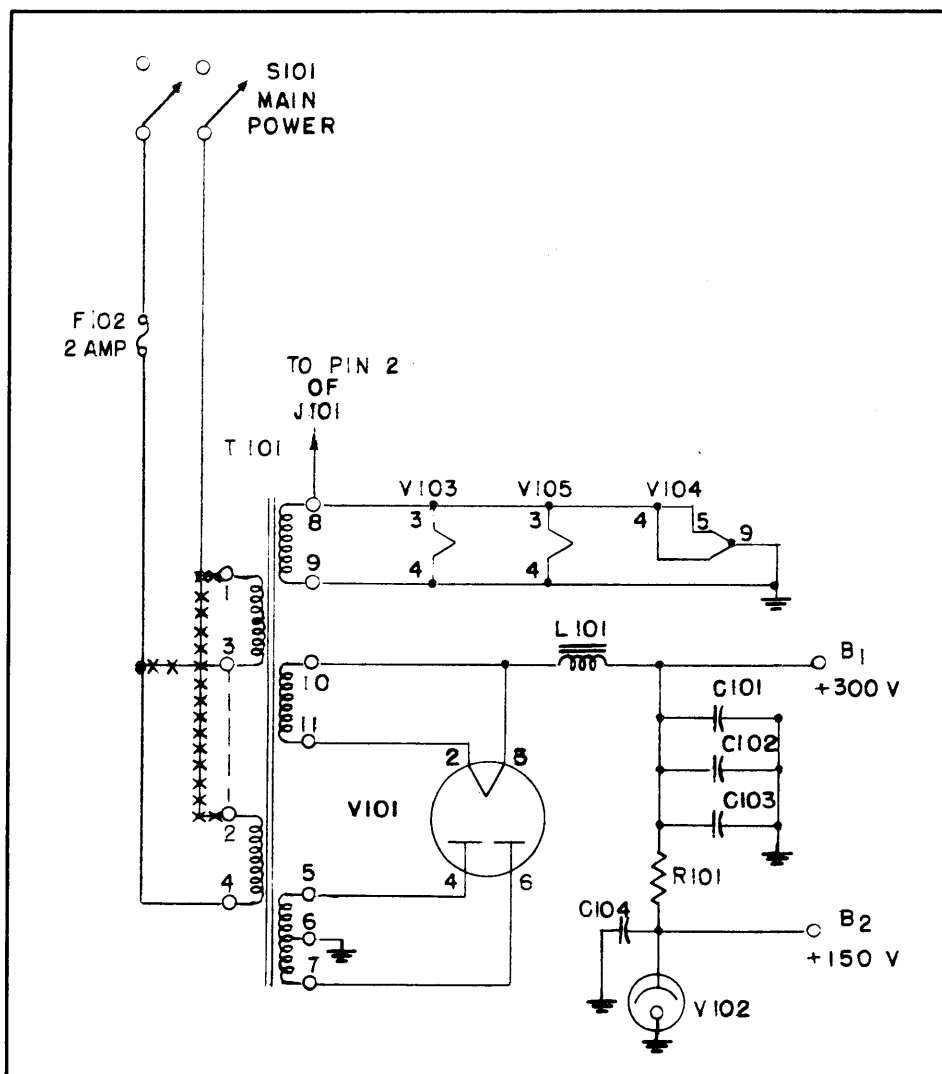 S101
MAIN
POWER
F102
2 AMP
TO PIN 2
OF
J101
T101
8
V103
V105
V104
3
3
4
5
9
9
4
4
1
3
10
L101
B1
+300 V
C101
11
2
8
C102
V101
C103
2
5
4
6
R101
4
6
C104
B2
7
+150 V
V102